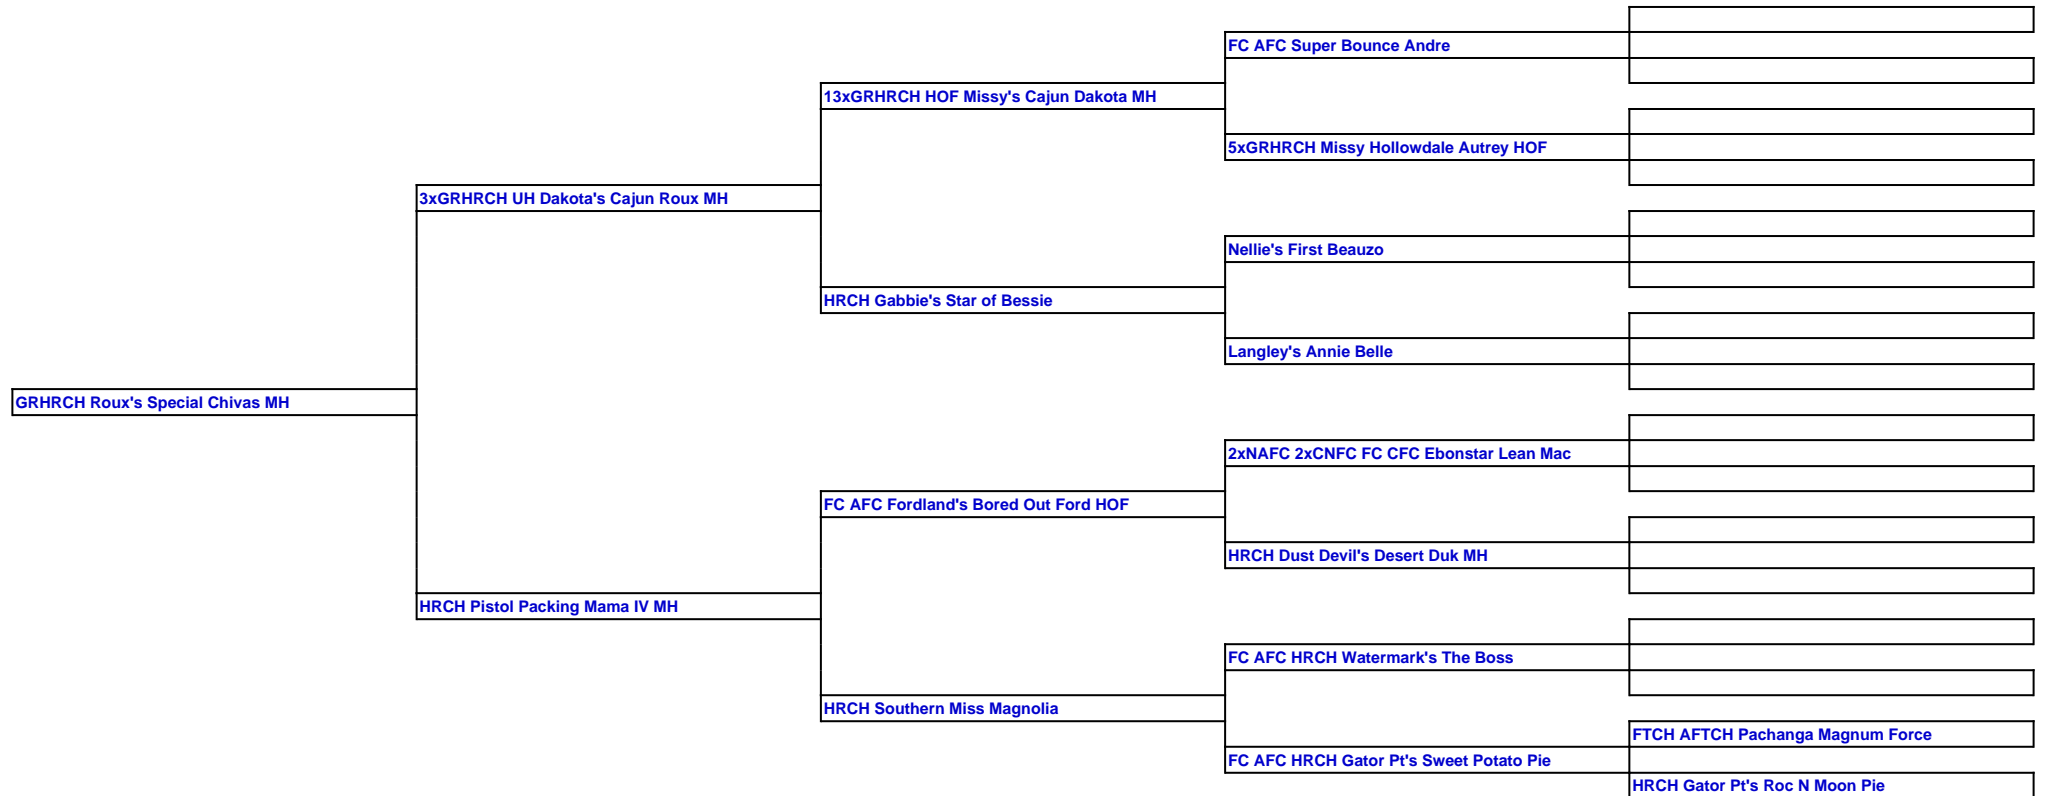 FC AFC Super Bounce Andre
13xGRHRCH HOF Missy's Cajun Dakota MH
5xGRHRCH Missy Hollowdale Autrey HOF
3xGRHRCH UH Dakota's Cajun Roux MH
Nellie's First Beauzo
HRCH Gabbie's Star of Bessie
Langley's Annie Belle
GRHRCH Roux's Special Chivas MH
2xNAFC 2xCNFC FC CFC Ebonstar Lean Mac
FC AFC Fordland's Bored Out Ford HOF
HRCH Dust Devil's Desert Duk MH
HRCH Pistol Packing Mama IV MH
FC AFC HRCH Watermark's The Boss
HRCH Southern Miss Magnolia
FTCH AFTCH Pachanga Magnum Force
FC AFC HRCH Gator Pt's Sweet Potato Pie
HRCH Gator Pt's Roc N Moon Pie